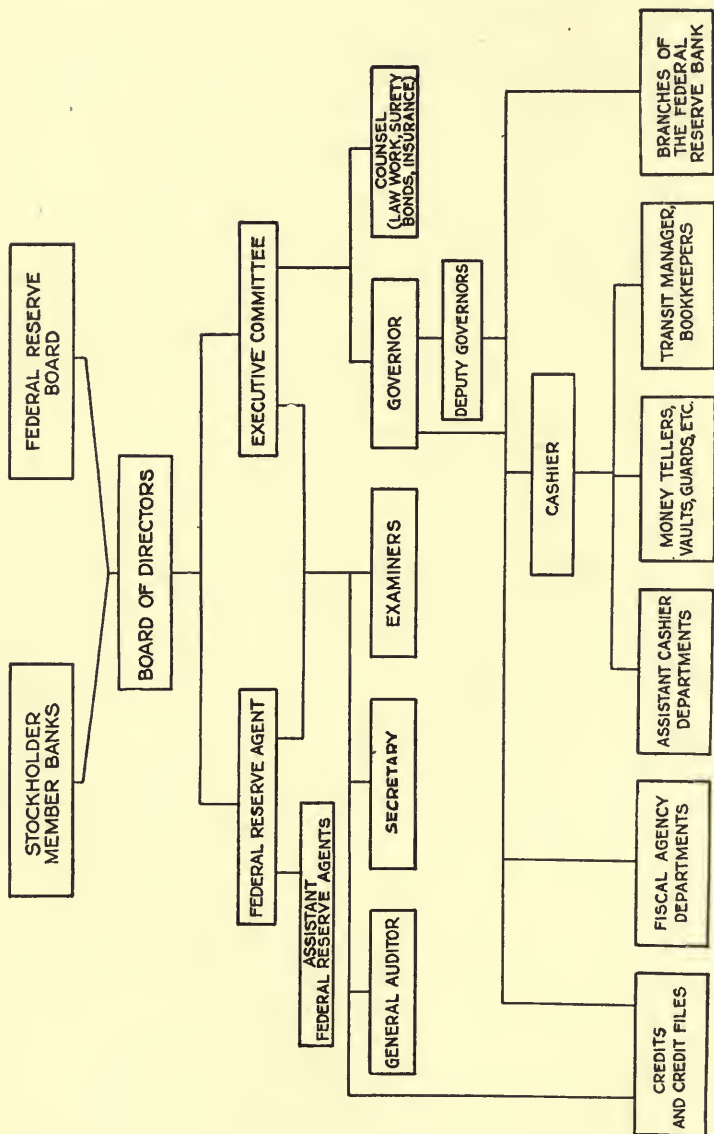 STOCKHOLDER
MEMBER BANKS
FEDERAL RESERVE
BOARD
BOARD OF DIRECTORS
FEDERAL RESERVE AGENT
EXECUTIVE COMMITTEE
ASSISTANT
FEDERAL RESERVE AGENTS
GENERAL AUDITOR
SECRETARY
EXAMINERS
GOVERNOR
COUNSEL
(LAW WORK, SURETY
BONDS, INSURANCE)
DEPUTY GOVERNORS
CASHIER
CREDITS
AND CREDIT FILES
FISCAL AGENCY
DEPARTMENTS
ASSISTANT CASHIER
DEPARTMENTS
MONEY TELLERS,
VAULTS, GUARDS, ETC.
TRANSIT MANAGER,
BOOKKEEPERS
BRANCHES OF
THE FEDERAL
RESERVE BANK